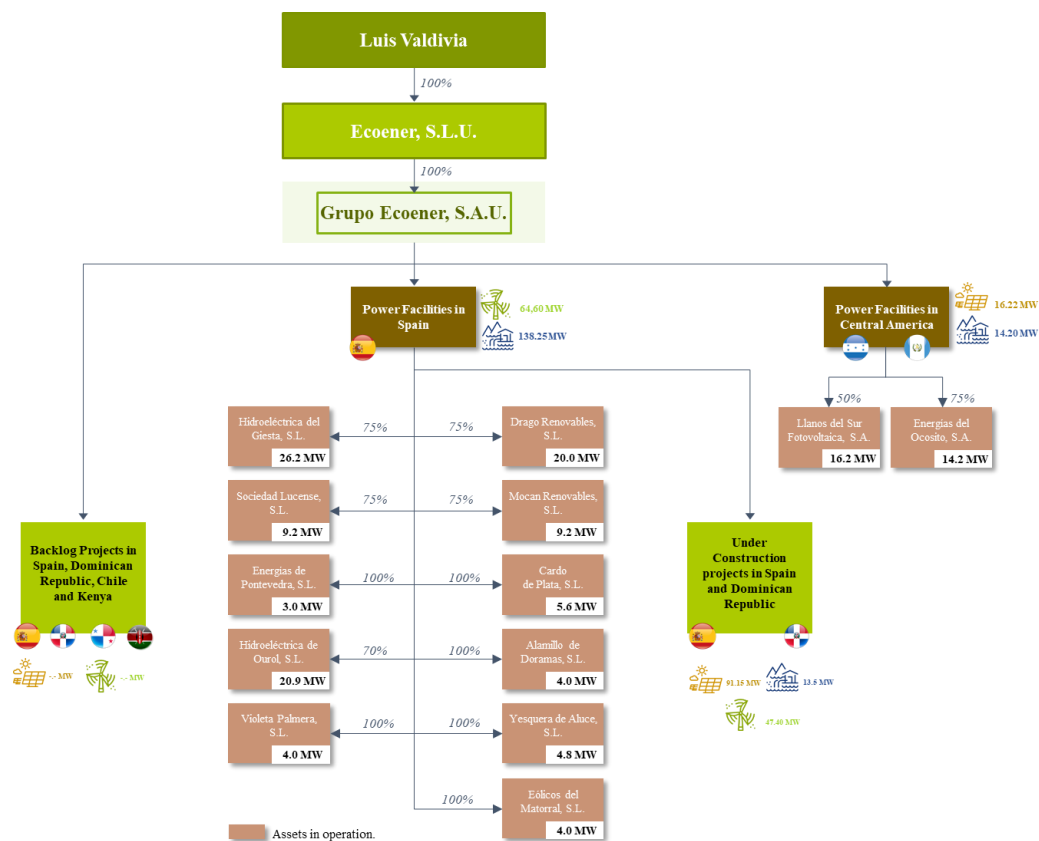 Luis Valdivia
100%
Ecoener, S.L.U.
100%
Grupo Ecoener, S.A.U.
Power Facilities in
Spain
64,60 MW
138.25 MW
Power Facilities in
Central America
16.22 MW
14.20 MW
50%
75%
Llanos del Sur
Fotovoltaica, S.A.
16.2 MW
Energias del
Ocosito, S.A.
14.2 MW
Hidroeléctrica del
Giesta, S.L.
26.2 MW
75%
75%
Drago Renovables,
S.L.
20.0 MW
Sociedad Lucense,
S.L.
9.2 MW
75%
75%
Mocan Renovables,
S.L.
9.2 MW
Energias de
Pontevedra, S.L.
3.0 MW
100%
100%
Cardo
de Plata, S.L.
5.6 MW
Hidroeléctrica de
Ourol, S.L.
20.9 MW
70%
100%
Alamillo de
Doramas, S.L.
4.0 MW
Violeta Palmera,
S.L.
4.0 MW
100%
100%
Yesquera de Aluce,
S.L.
4.8 MW
100%
Eólicos del
Matorral, S.L.
4.0 MW
Backlog Projects in
Spain, Dominican
Republic, Chile
and Kenya
-.- MW
-.- MW
Under
Construction
projects in Spain
and Dominican
Republic
91.15 MW
13.5 MW
47.40 MW
Assets in operation.